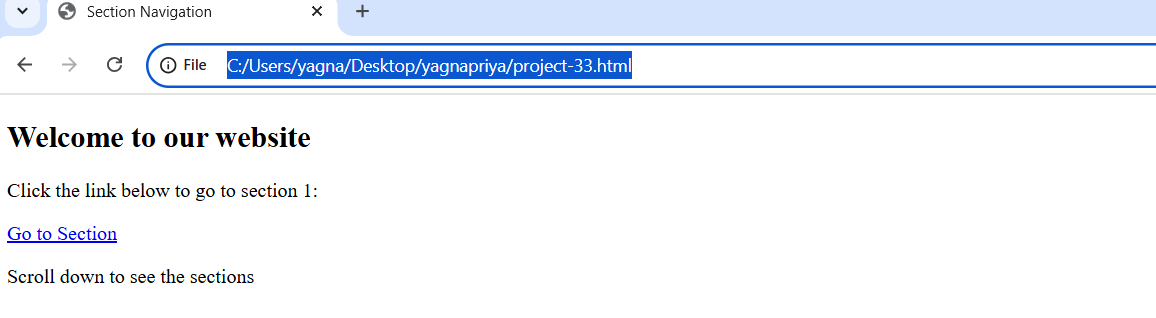 Section Navigation
File C:/Users/yagna/Desktop/yagnapriya/project-33.html
Welcome to our website
Click the link below to go to section 1:
Go to Section
Scroll down to see the sections